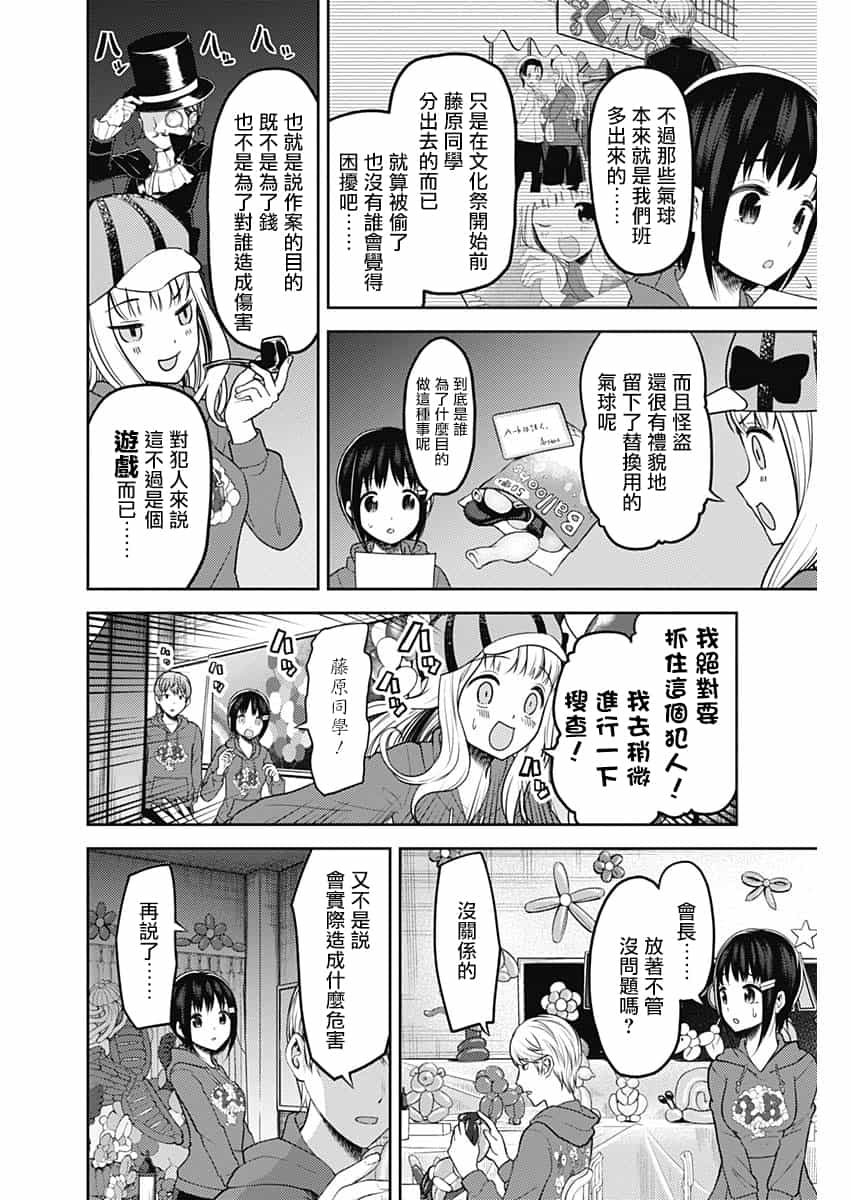 不過那些氣球
本來就是我們班
多出來的……
只是在文化祭開始前
藤原同學
分出去的而已
就算被偷了
也沒有誰會覺得
困擾吧……
而且怪盜
還很有禮貌地
留下了替換用的
氣球呢
Balloons
到底是誰
為了什麼目的
做這種事呢
也就是說作案的目的
既不是為了錢
也不是為了對誰造成傷害
對犯人來說
這不過是個
遊戲而已……
我絕對要
抓住這個犯人！
我去稍微
進行一下
搜查！
藤原同學！
會長…
放著不管
沒問題嗎？
沒關係的
又不是說
會實際造成什麼危害
再說了……
2-B